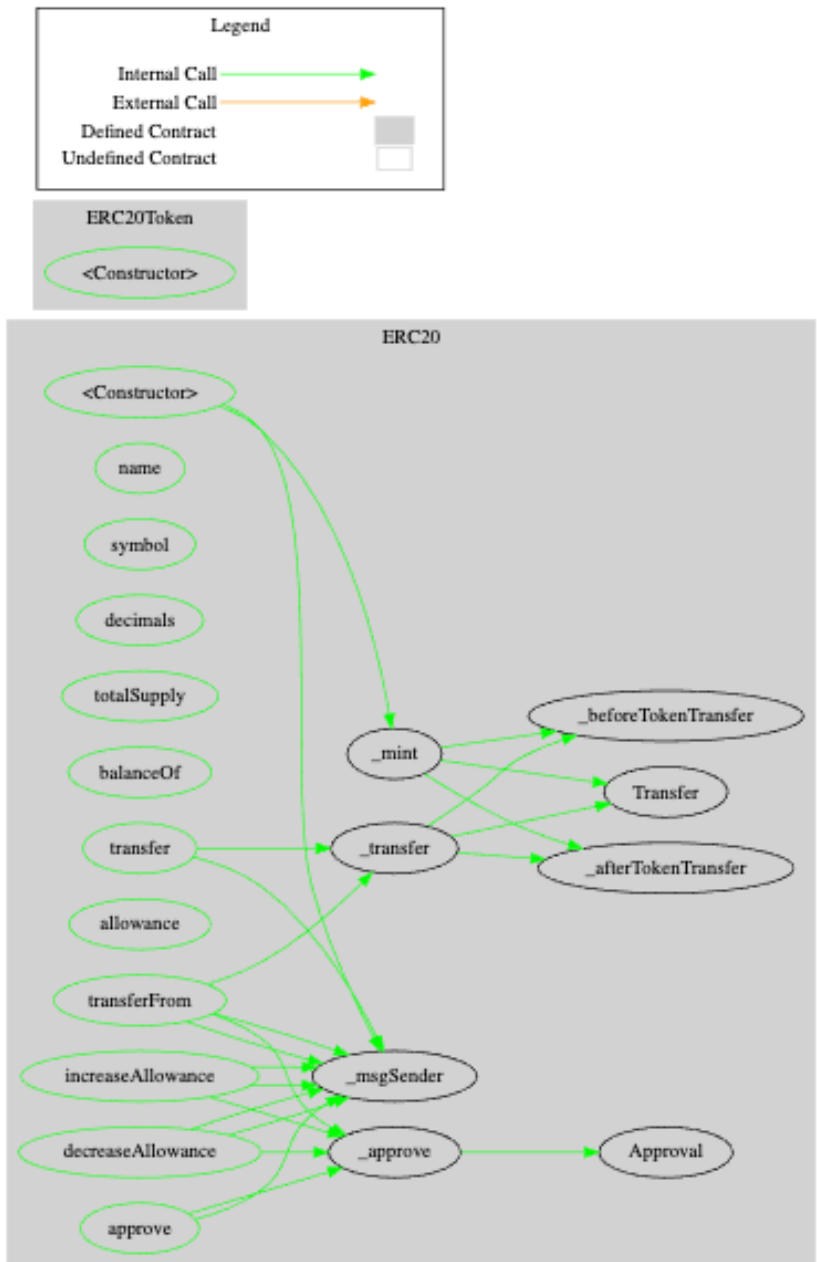 Legend
Internal Call
External Call
Defined Contract
Undefined Contract
ERC20Token
<Constructor>
ERC20
<Constructor>
name
symbol
decimals
totalSupply
_beforeTokenTransfer
_mint
balanceOf
Transfer
transfer
_transfer
_afterTokenTransfer
allowance
transferFrom
increaseAllowance
_msgSender
decreaseAllowance
_approve
Approval
approve